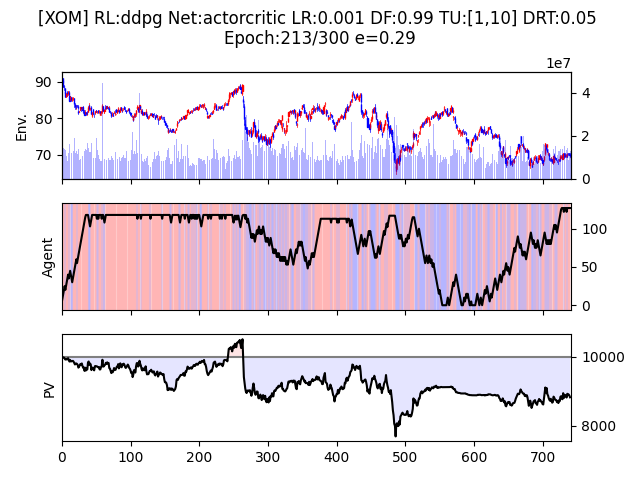 [XOM] RL:ddpg Net:actorcritic LR:0.001 DF:0.99 TU:[1,10] DRT:0.05
Epoch:213/300 e=0.29
1e7
90
80
70
Env.
4
2
0
Agent
100
50
0
PV
10000
8000
0 100 200 300 400 500 600 700